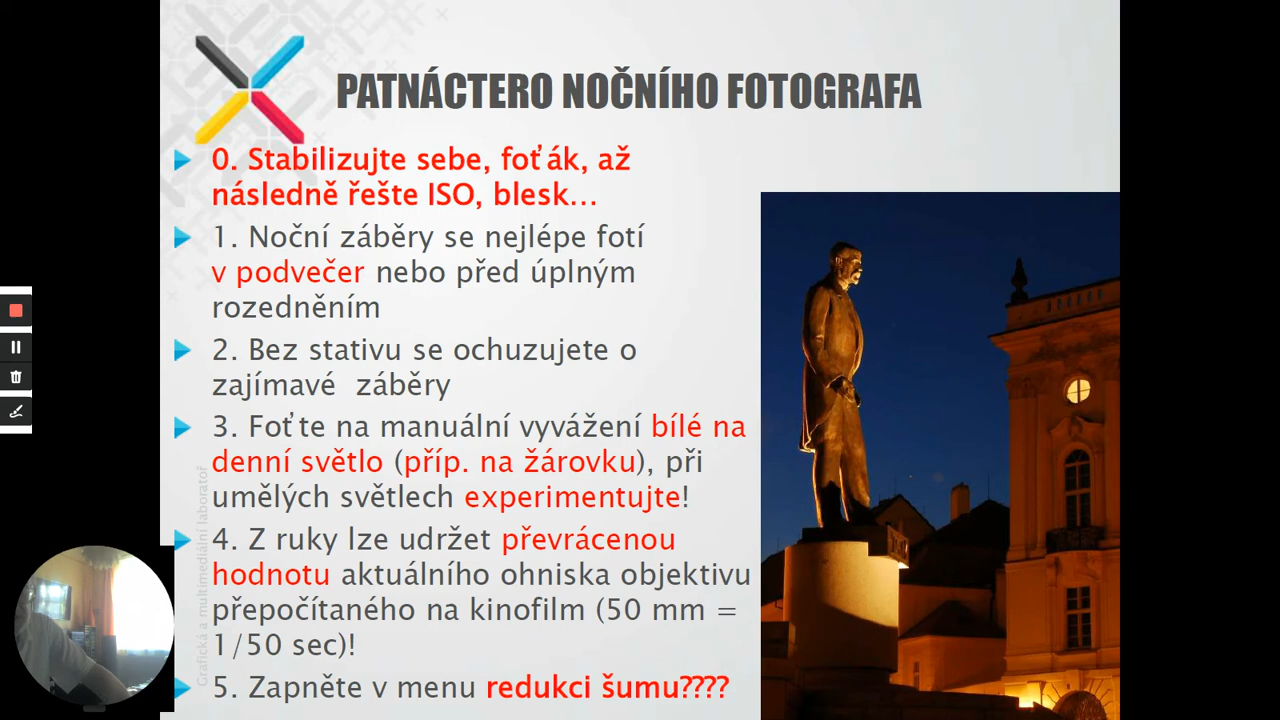 PATNÁCTERO NOČNÍHO FOTOGRAFA
0. Stabilizujte sebe, foťák, až
následně řešte ISO, blesk...
1. Noční záběry se nejlépe fotí
v podvečer nebo před úplným
rozedněním
2. Bez stativu se ochuzujete o
zajímavé záběry
3. Foťte na manuální vyvážení bílé na
denní světlo (příp. na žárovku), při
umělých světlech experimentujte!
4. Z ruky lze udržet převrácenou
hodnotu aktuálního ohniska objektivu
přepočítaného na kinofilm (50 mm =
1/50 sec)!
5. Zapněte v menu redukci šumu????
Grafická a multimediální laboratoř